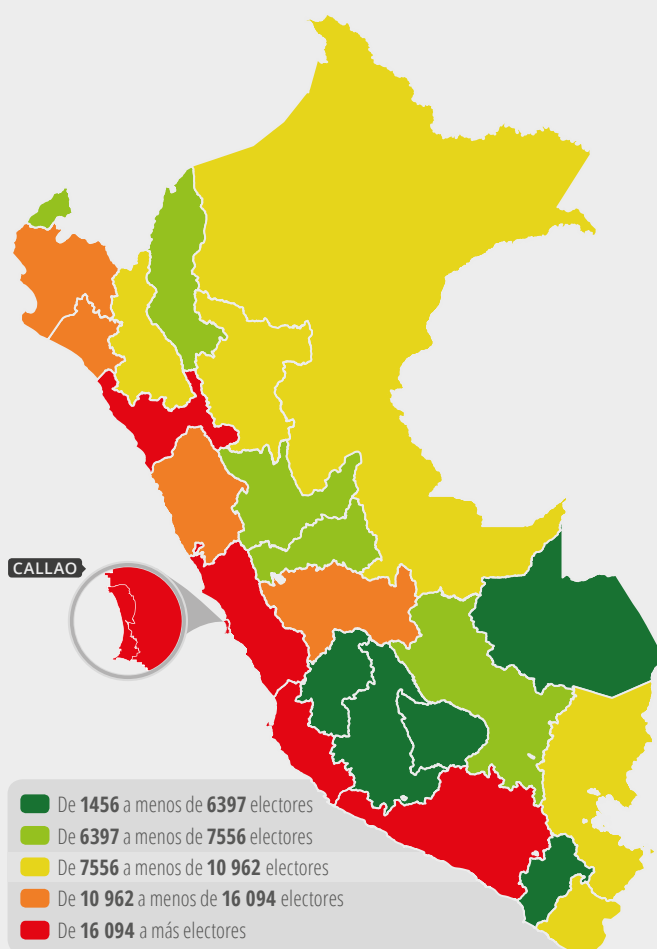 CALLAO
De 1456 a menos de 6397 electores
De 6397 a menos de 7556 electores
De 7556 a menos de 10 962 electores
De 10 962 a menos de 16 094 electores
De 16 094 a más electores